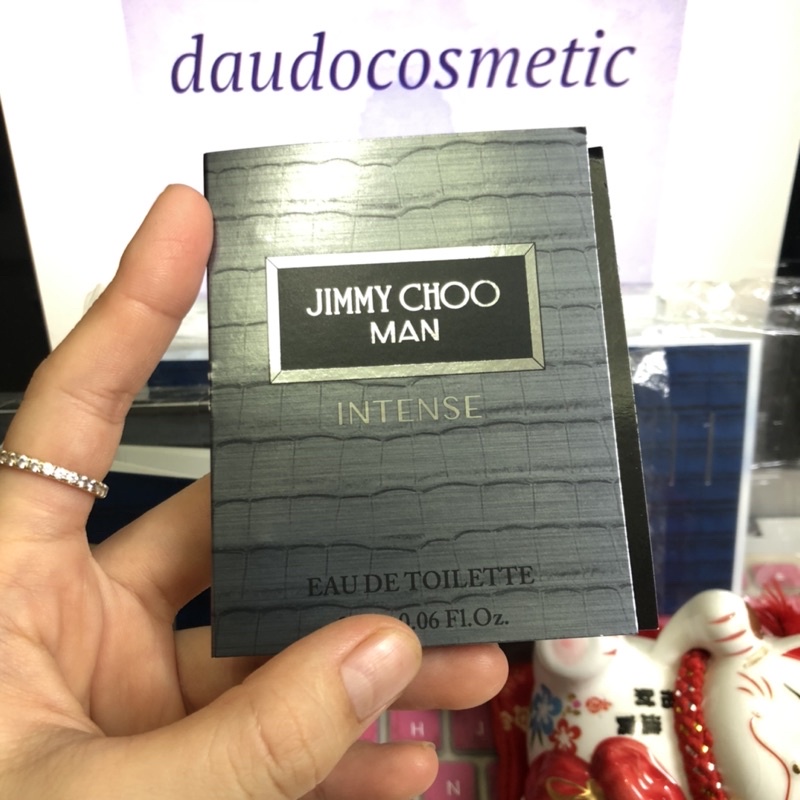 daudocosmetic
JIMMY CHOO
MAN
INTENSE
EAU DE TOILETTE
0.06 Fl.Oz.
H
J
N